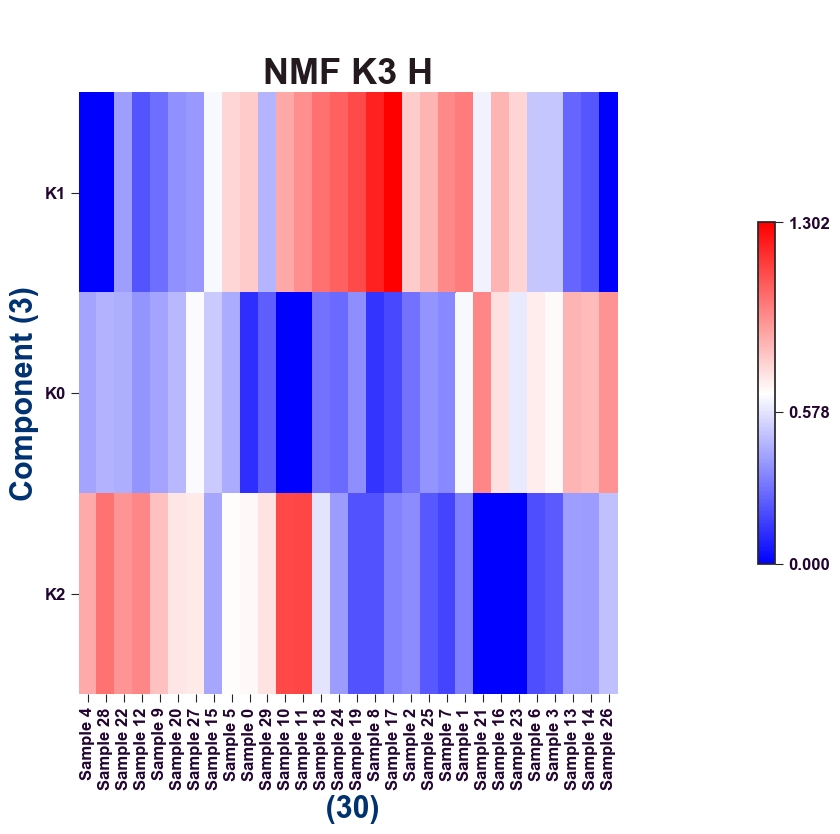 NMF K3 H
K1
K0
K2
Component (3)
1.302
0.578
0.000
Sample 4
Sample 28
Sample 22
Sample 12
Sample 9
Sample 20
Sample 27
Sample 15
Sample 5
Sample 0
Sample 29
Sample 10
Sample 11
Sample 18
Sample 24
Sample 19
Sample 8
Sample 17
Sample 2
Sample 25
Sample 7
Sample 1
Sample 21
Sample 16
Sample 23
Sample 6
Sample 3
Sample 13
Sample 14
Sample 26
(30)